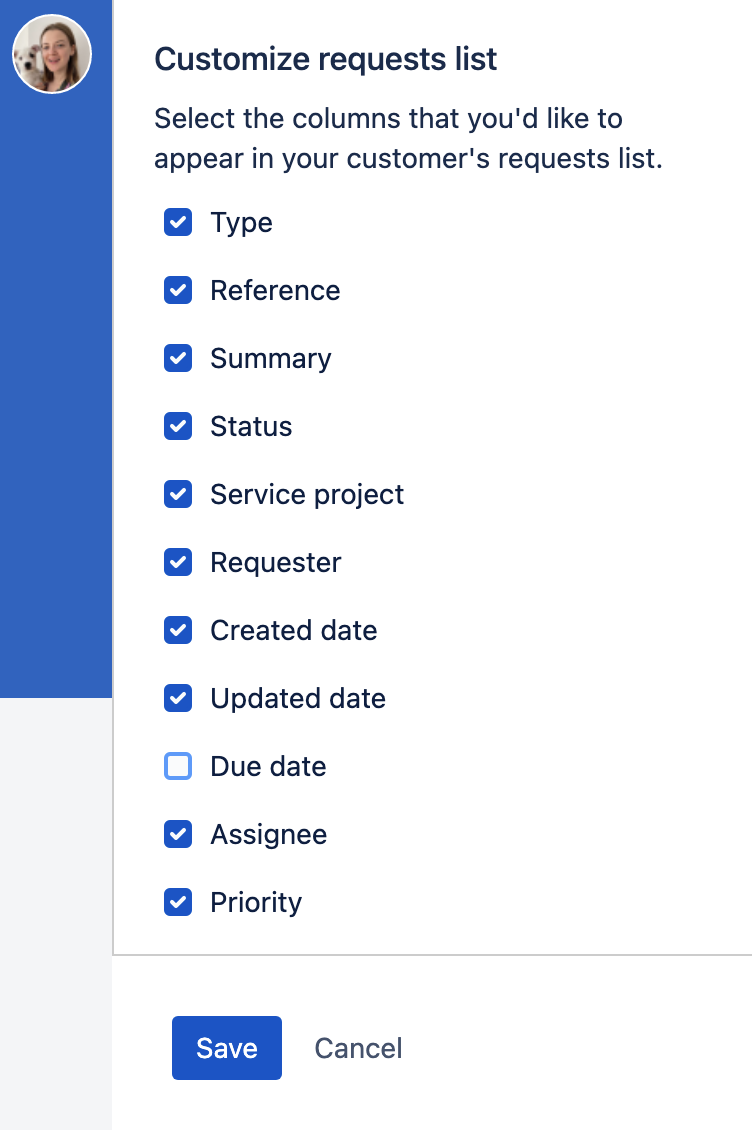 Customize requests list
Select the columns that you'd like to
appear in your customer's requests list.
Type
Reference
Summary
Status
Service project
Requester
Created date
Updated date
Due date
Assignee
Priority
Save Cancel